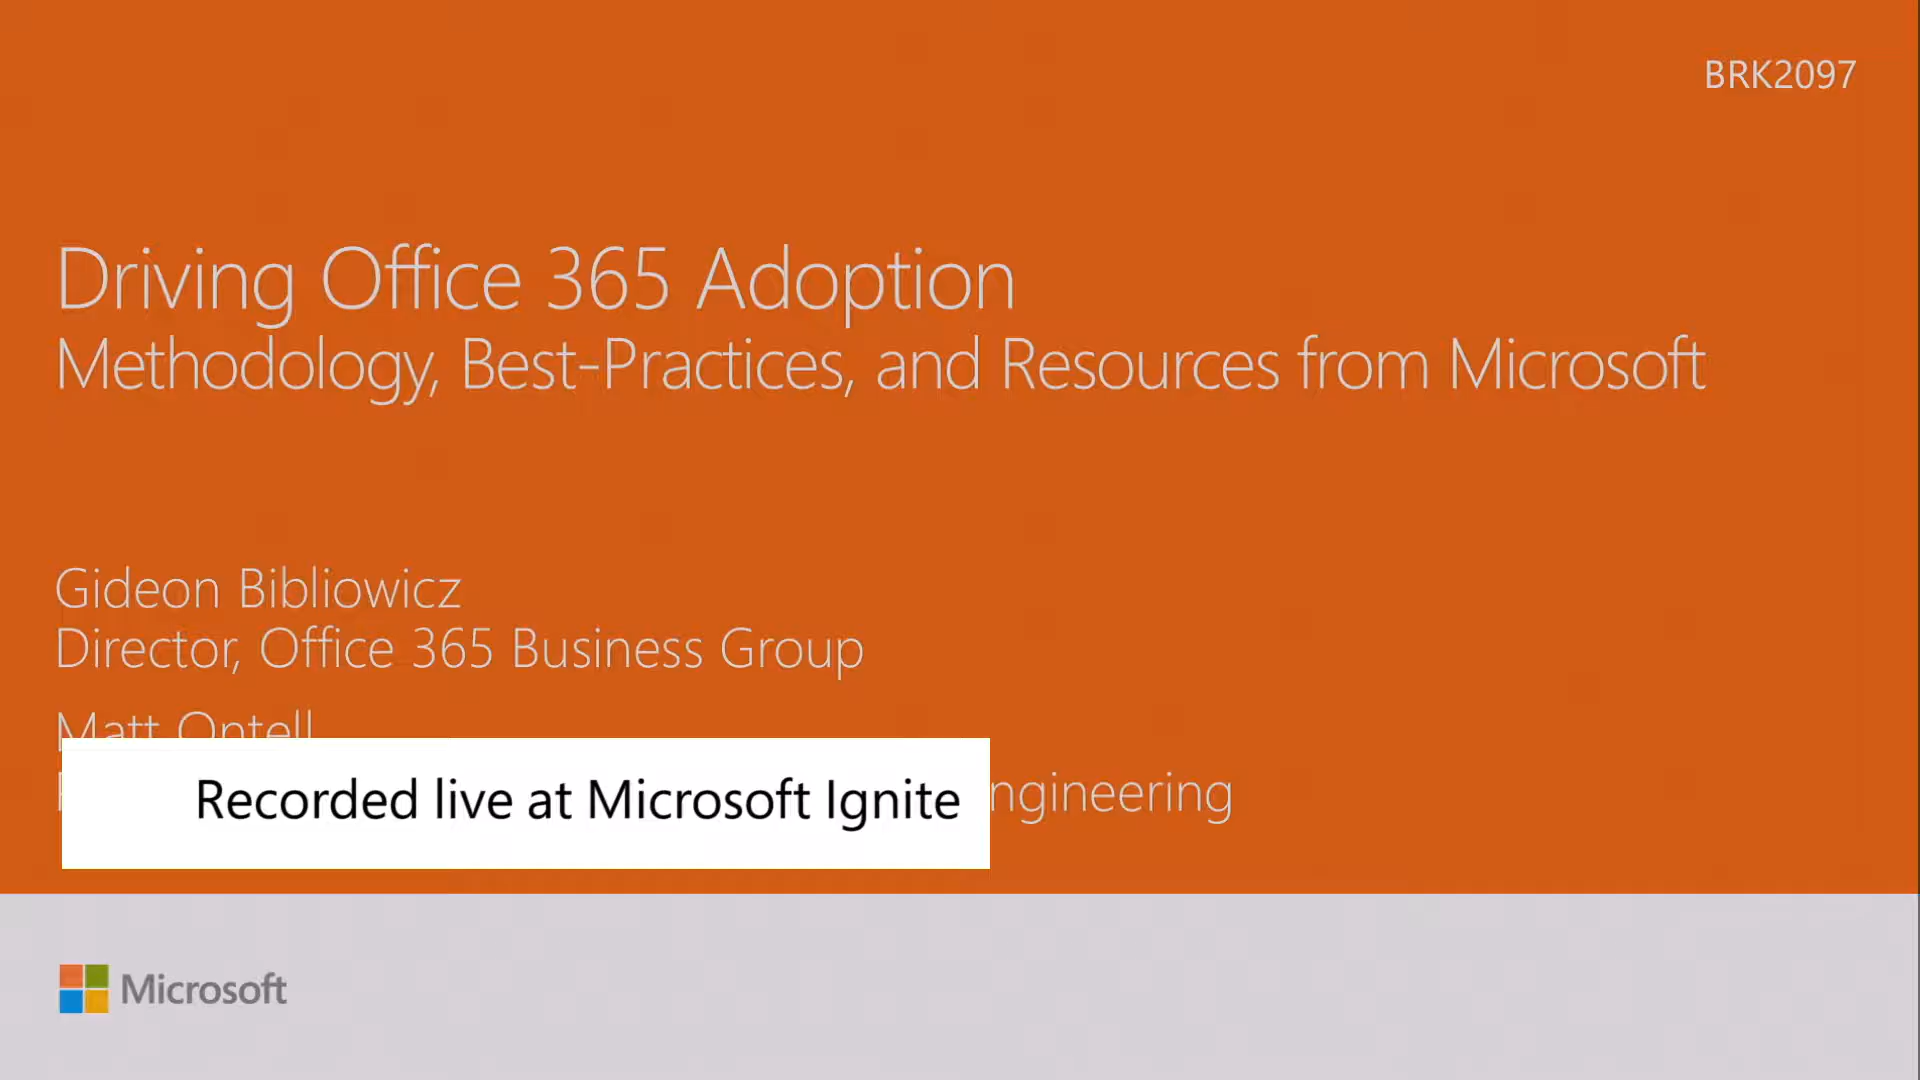 BRK2097
Driving Office 365 Adoption
Methodology, Best-Practices, and Resources from Microsoft
Gideon Bibliowicz
Director, Office 365 Business Group
Matt Ontell
Recorded live at Microsoft Ignite
ngineering
Microsoft